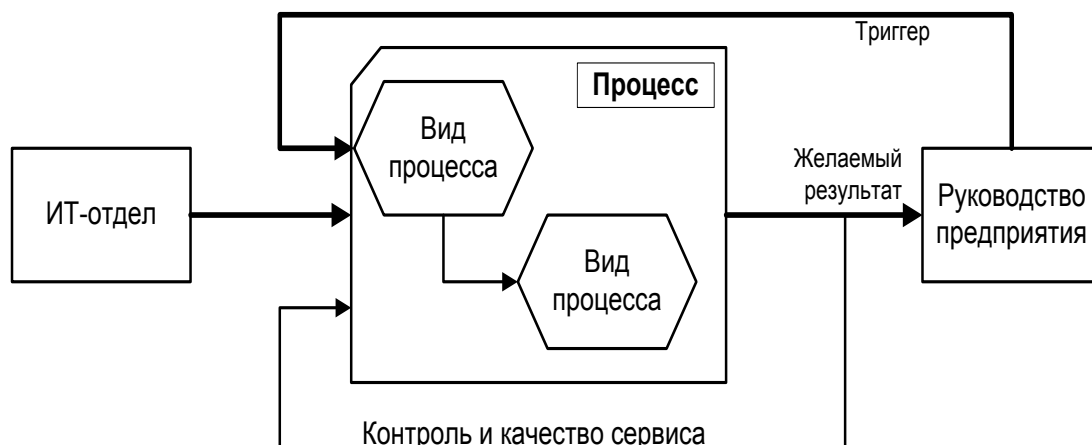 Триггер
Процесс
Вид
процесса
Желаемый
результат
ИТ-отдел
Руководство
предприятия
Вид
процесса
Контроль и качество сервиса